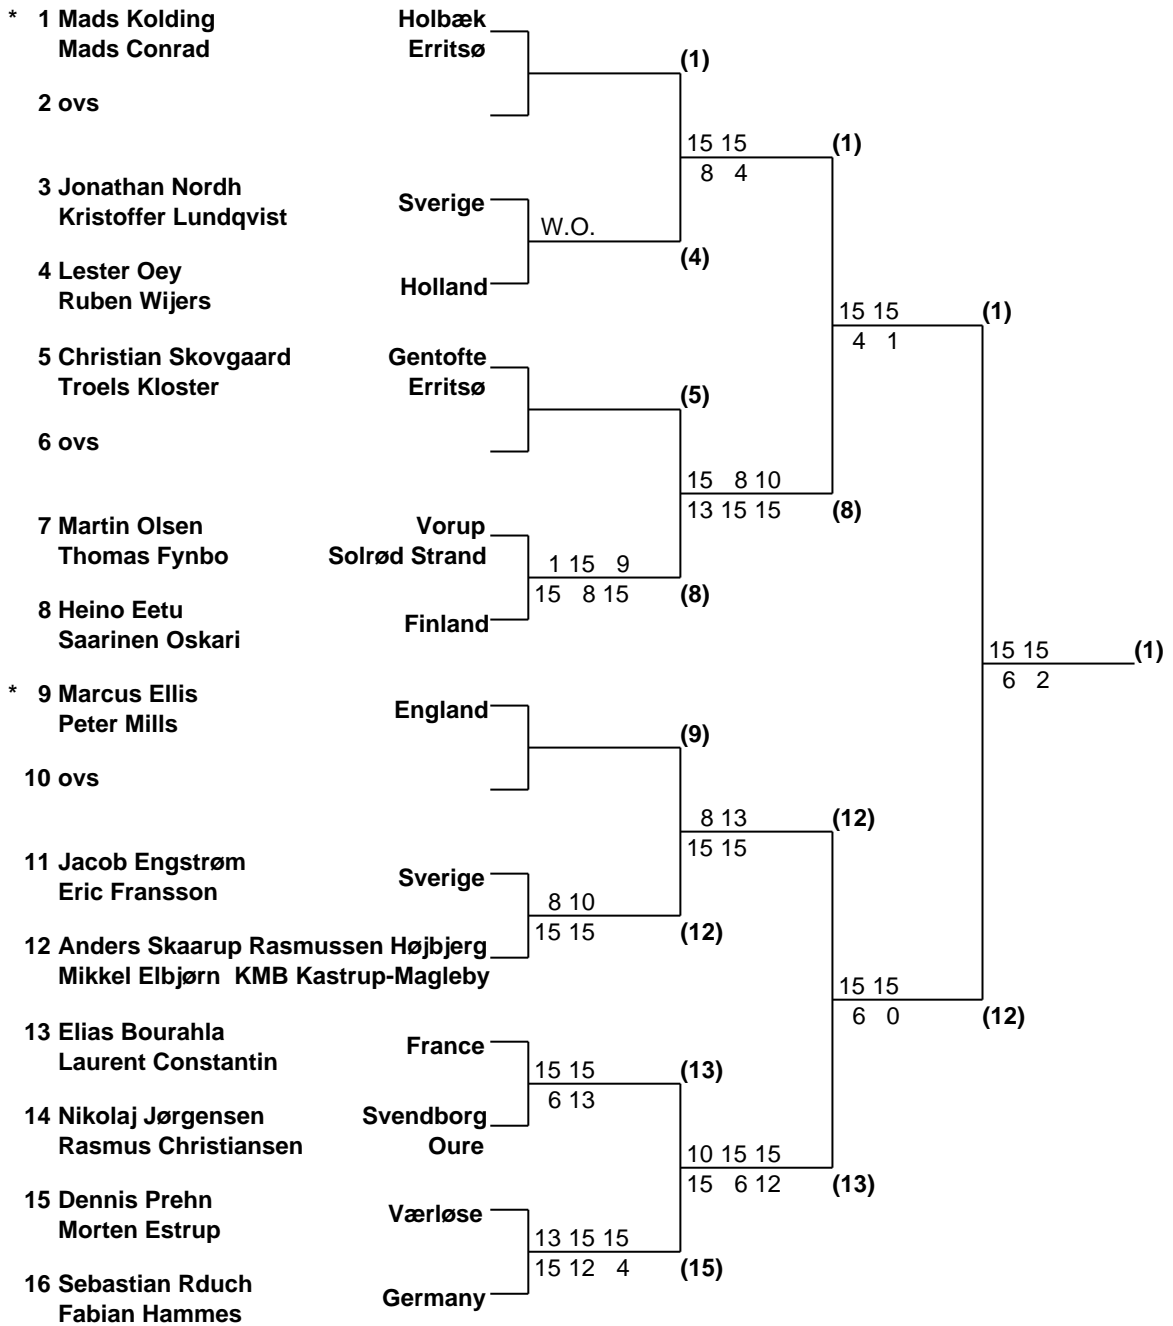 * 1 Mads Kolding Holbæk
Mads Conrad Erritsø
(1)
2 ovs
15 15 (1)
8 4
3 Jonathan Nordh Sverige
Kristoffer Lundqvist
W.O.
(4)
4 Lester Oey Holland
Ruben Wijers
15 15 (1)
4 1
5 Christian Skovgaard Gentofte
Troels Kloster Erritsø
(5)
6 ovs
15 8 10
13 15 15 (8)
7 Martin Olsen Vorup
Thomas Fynbo Solrød Strand
1 15 9
15 8 15 (8)
8 Heino Eetu Finland
Saarinen Oskari
15 15 (1)
6 2
* 9 Marcus Ellis England
Peter Mills
(9)
10 ovs
8 13 (12)
15 15
11 Jacob Engstrøm Sverige
Eric Fransson
8 10
15 15 (12)
12 Anders Skaarup Rasmussen Højbjerg
Mikkel Elbjørn KMB Kastrup-Magleby
15 15
6 0 (12)
13 Elias Bourahla France
Laurent Constantin
15 15 (13)
6 13
14 Nikolaj Jørgensen Svendborg
Rasmus Christiansen Oure
10 15 15
15 6 12 (13)
15 Dennis Prehn Værløse
Morten Estrup
13 15 15
15 12 4 (15)
16 Sebastian Rduch Germany
Fabian Hammes